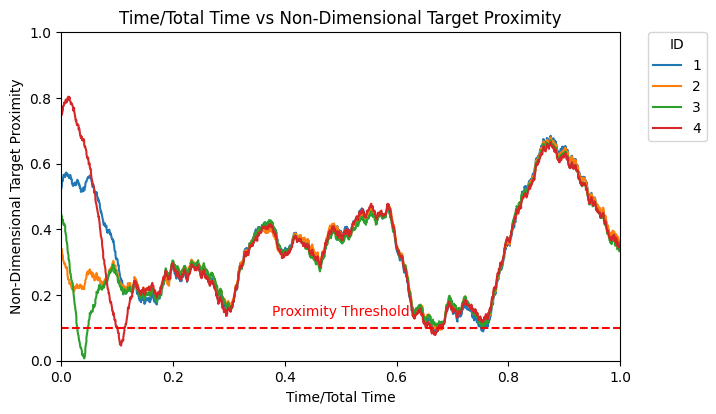 Time/Total Time vs Non-Dimensional Target Proximity
Non-Dimensional Target Proximity
1.0
0.8
0.6
0.4
0.2
0.0
Proximity Threshold
0.0 0.2 0.4 0.6 0.8 1.0
Time/Total Time
ID
1
2
3
4